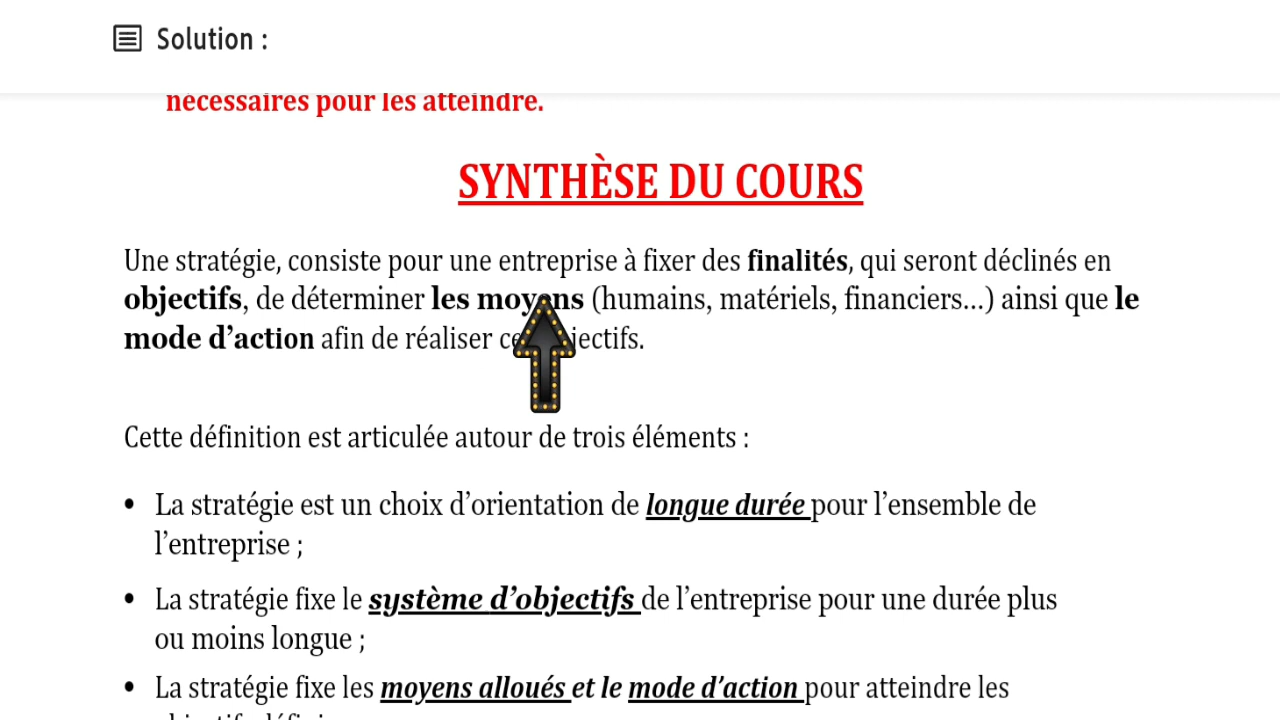 Solution :
nécessaires pour les atteindre.
SYNTHÈSE DU COURS
Une stratégie, consiste pour une entreprise à fixer des finalités, qui seront déclinés en
objectifs, de déterminer les moyens (humains, matériels, financiers...) ainsi que le
mode d'action afin de réaliser
Cette définition est articulée autour de trois éléments :
• La stratégie est un choix d'orientation de longue durée pour l'ensemble de
l'entreprise ;
• La stratégie fixe le système d'objectifs de l'entreprise pour une durée plus
ou moins longue ;
• La stratégie fixe les moyens alloués et le mode d'action pour atteindre les